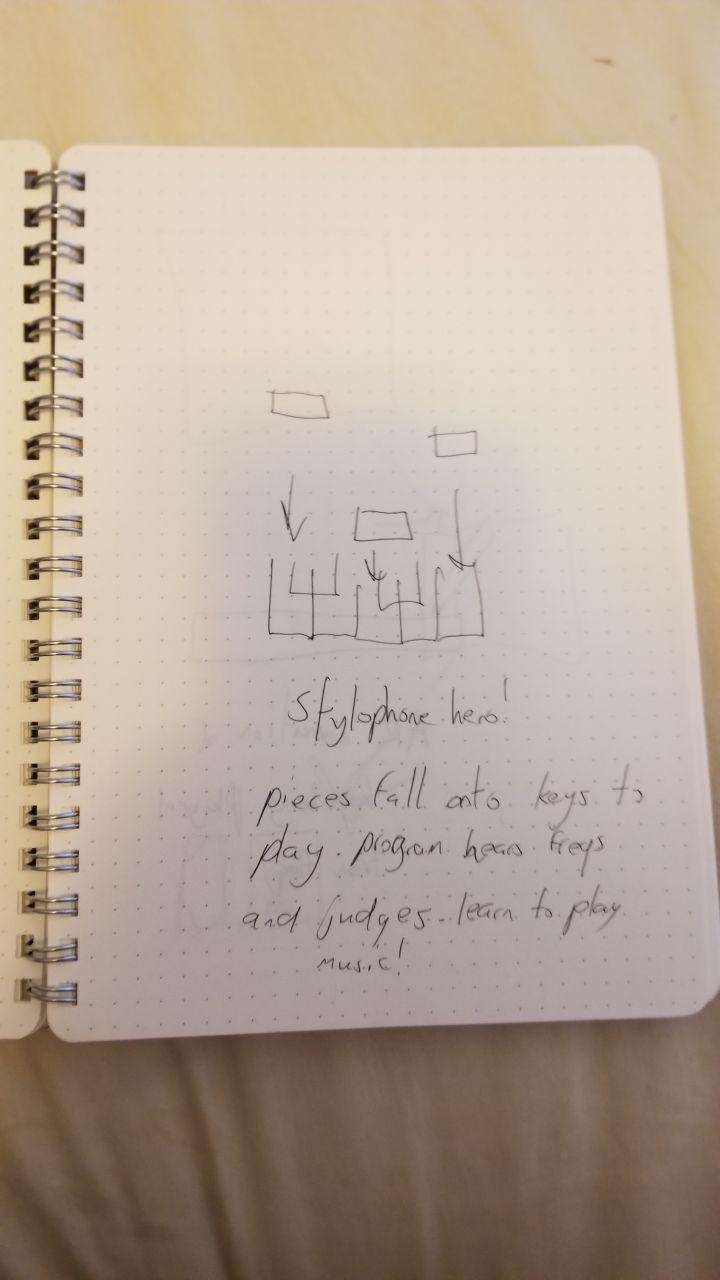 Stylophone hero!
pieces fall onto keys to
play. program hears freqs
and judges. learn to play
music!